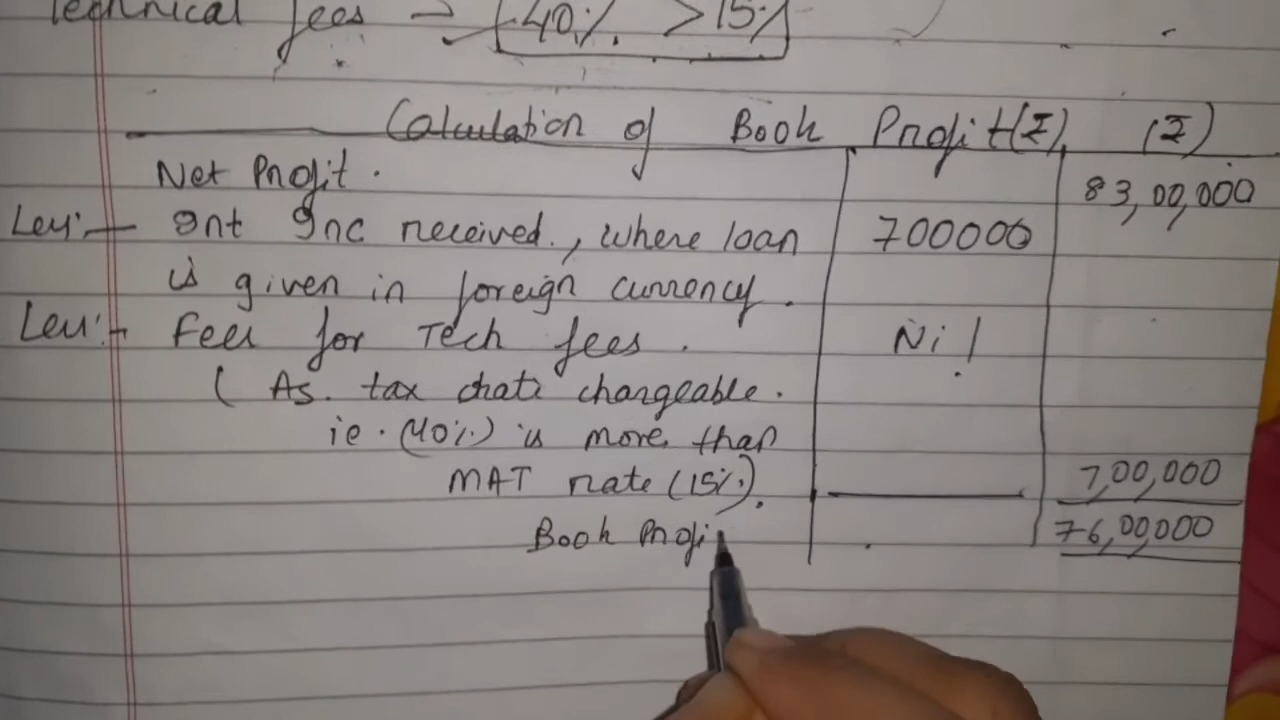 Technical fees → 40% > 15%
Calculation of Book Profit (₹) (₹)
Net Profit. 83,00,000
Less:- Int Inc received, where loan 700000
is given in foreign currency.
Less:- Fees for Tech fees. Nil
(As. tax rate chargeable.
ie. (40%) is more than
MAT rate (15%). 7,00,000
Book Profi 76,00,000